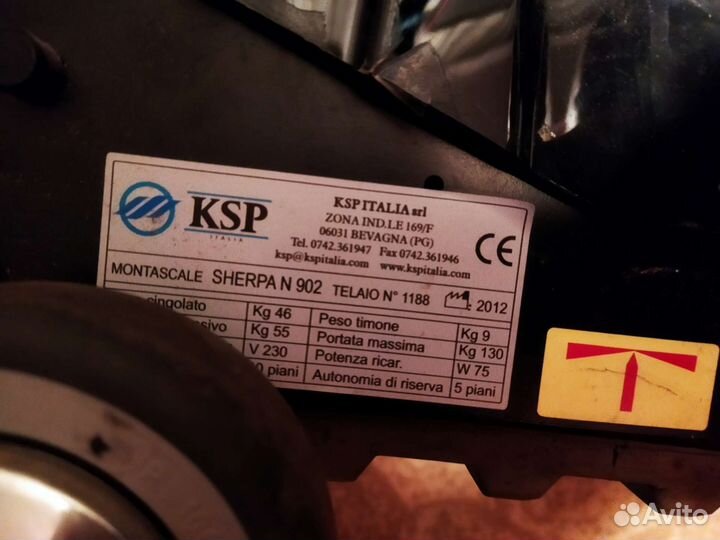 KSP
ITALIA
KSP ITALIA srl
ZONA IND.LE 169/F
06031 BEVAGNA (PG)
Tel. 0742.361947 Fax 0742.361946
ksp@kspitalia.com www.kspitalia.com
CE
MONTASCALE SHERPA N 902 TELAIO N° 1188 2012
cingolato Kg 46 Peso timone Kg 9
Kg 55 Portata massima Kg 130
V 230 Potenza ricar. W 75
piani Autonomia di riserva 5 piani
Avito